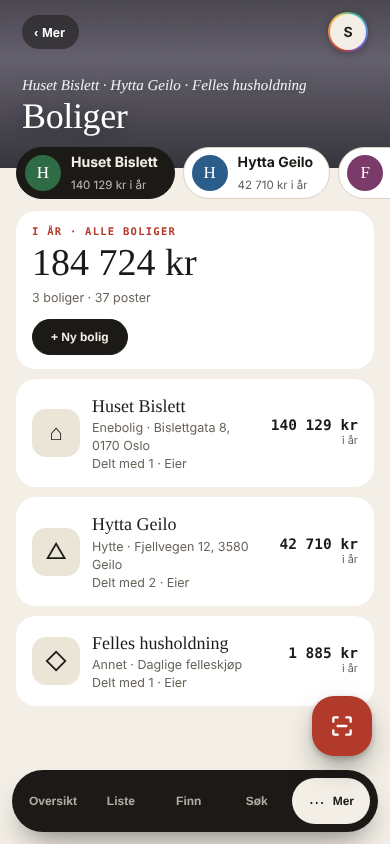 ‹ Mer
S
Huset Bislett · Hytta Geilo · Felles husholdning
Boliger
H
Huset Bislett
140 129 kr i år
H
Hytta Geilo
42 710 kr i år
F
I ÅR · ALLE BOLIGER
184 724 kr
3 boliger · 37 poster
+ Ny bolig
Huset Bislett
Enebolig · Bislettgata 8,
0170 Oslo
Delt med 1 · Eier
140 129 kr
i år
Hytta Geilo
Hytte · Fjellvegen 12, 3580
Geilo
Delt med 2 · Eier
42 710 kr
i år
Felles husholdning
Annet · Daglige felleskjøp
Delt med 1 · Eier
1 885 kr
i år
Oversikt
Liste
Finn
Søk
... Mer